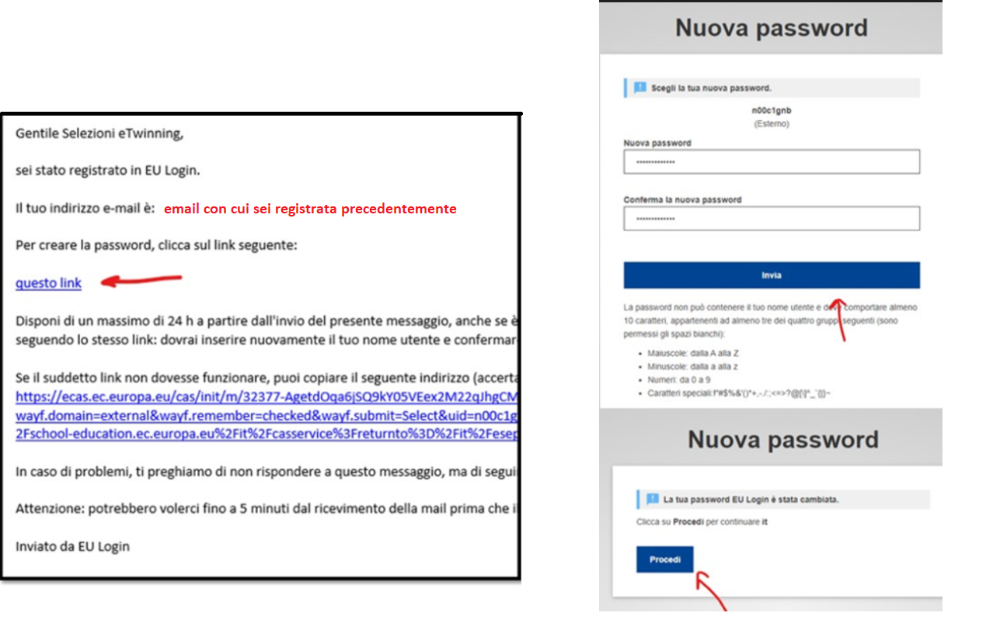 Gentile Selezioni eTwinning,
sei stato registrato in EU Login.
Il tuo indirizzo e-mail è: email con cui sei registrata precedentemente
Per creare la password, clicca sul link seguente:
questo link
Disponi di un massimo di 24 h a partire dall'invio del presente messaggio, anche se è
seguendo lo stesso link: dovrai inserire nuovamente il tuo nome utente e confermar
Se il suddetto link non dovesse funzionare, puoi copiare il seguente indirizzo (accerta
https://ecas.ec.europa.eu/cas/init/m/32377-AgetdOqa6jSQ9kY05VEex2M22qJhgCM
wayf.domain=external&wayf.remember=checked&wayf.submit=Select&uid=n00c1g
2Fschool-education.ec.europa.eu%2Fit%2Fcasservice%3Freturnto%3D%2Fit%2Fesep
In caso di problemi, ti preghiamo di non rispondere a questo messaggio, ma di segui
Attenzione: potrebbero volerci fino a 5 minuti dal ricevimento della mail prima che il
Inviato da EU Login
Nuova password
Scegli la tua nuova password.
n00c1gnb
(Esterno)
Nuova password
Conferma la nuova password
Invia
La password non può contenere il tuo nome utente e deve comportare almeno
10 caratteri, appartenenti ad almeno tre dei quattro gruppi seguenti (sono
permessi gli spazi bianchi):
• Maiuscole: dalla A alla Z
• Minuscole: dalla a alla z
• Numeri: da 0 a 9
• Caratteri speciali:
Nuova password
La tua password EU Login è stata cambiata.
Clicca su Procedi per continuare it
Procedi